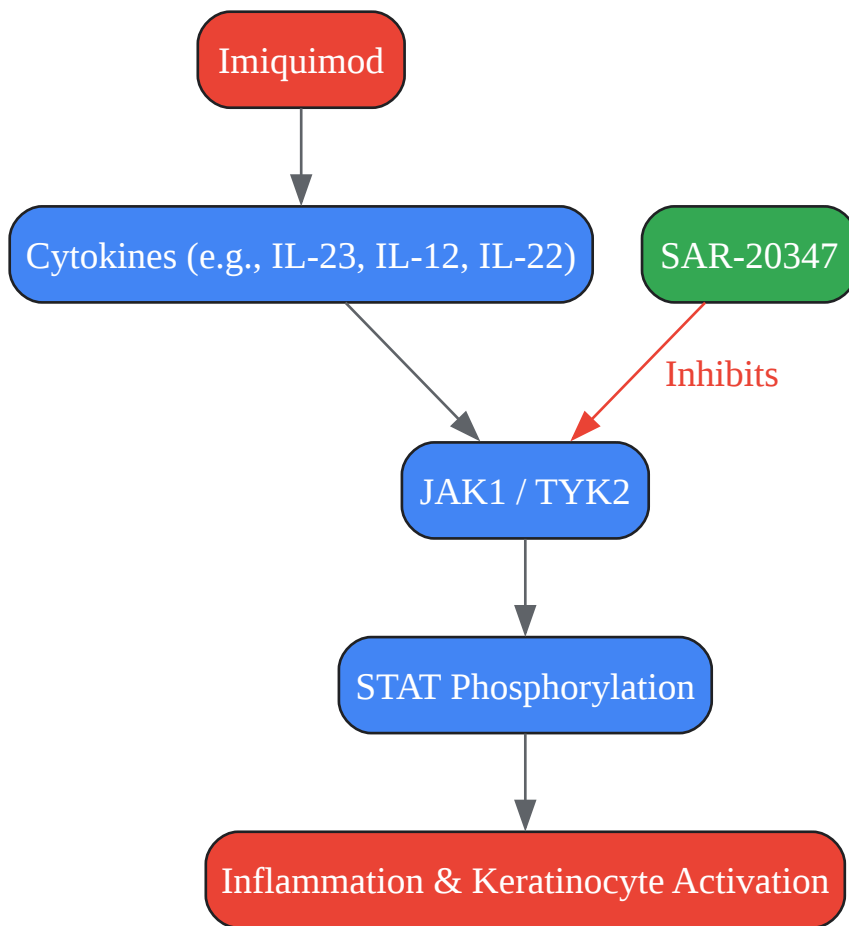 Imiquimod
Cytokines (e.g., IL-23, IL-12, IL-22)
SAR-20347
Inhibits
JAK1 / TYK2
STAT Phosphorylation
Inflammation & Keratinocyte Activation